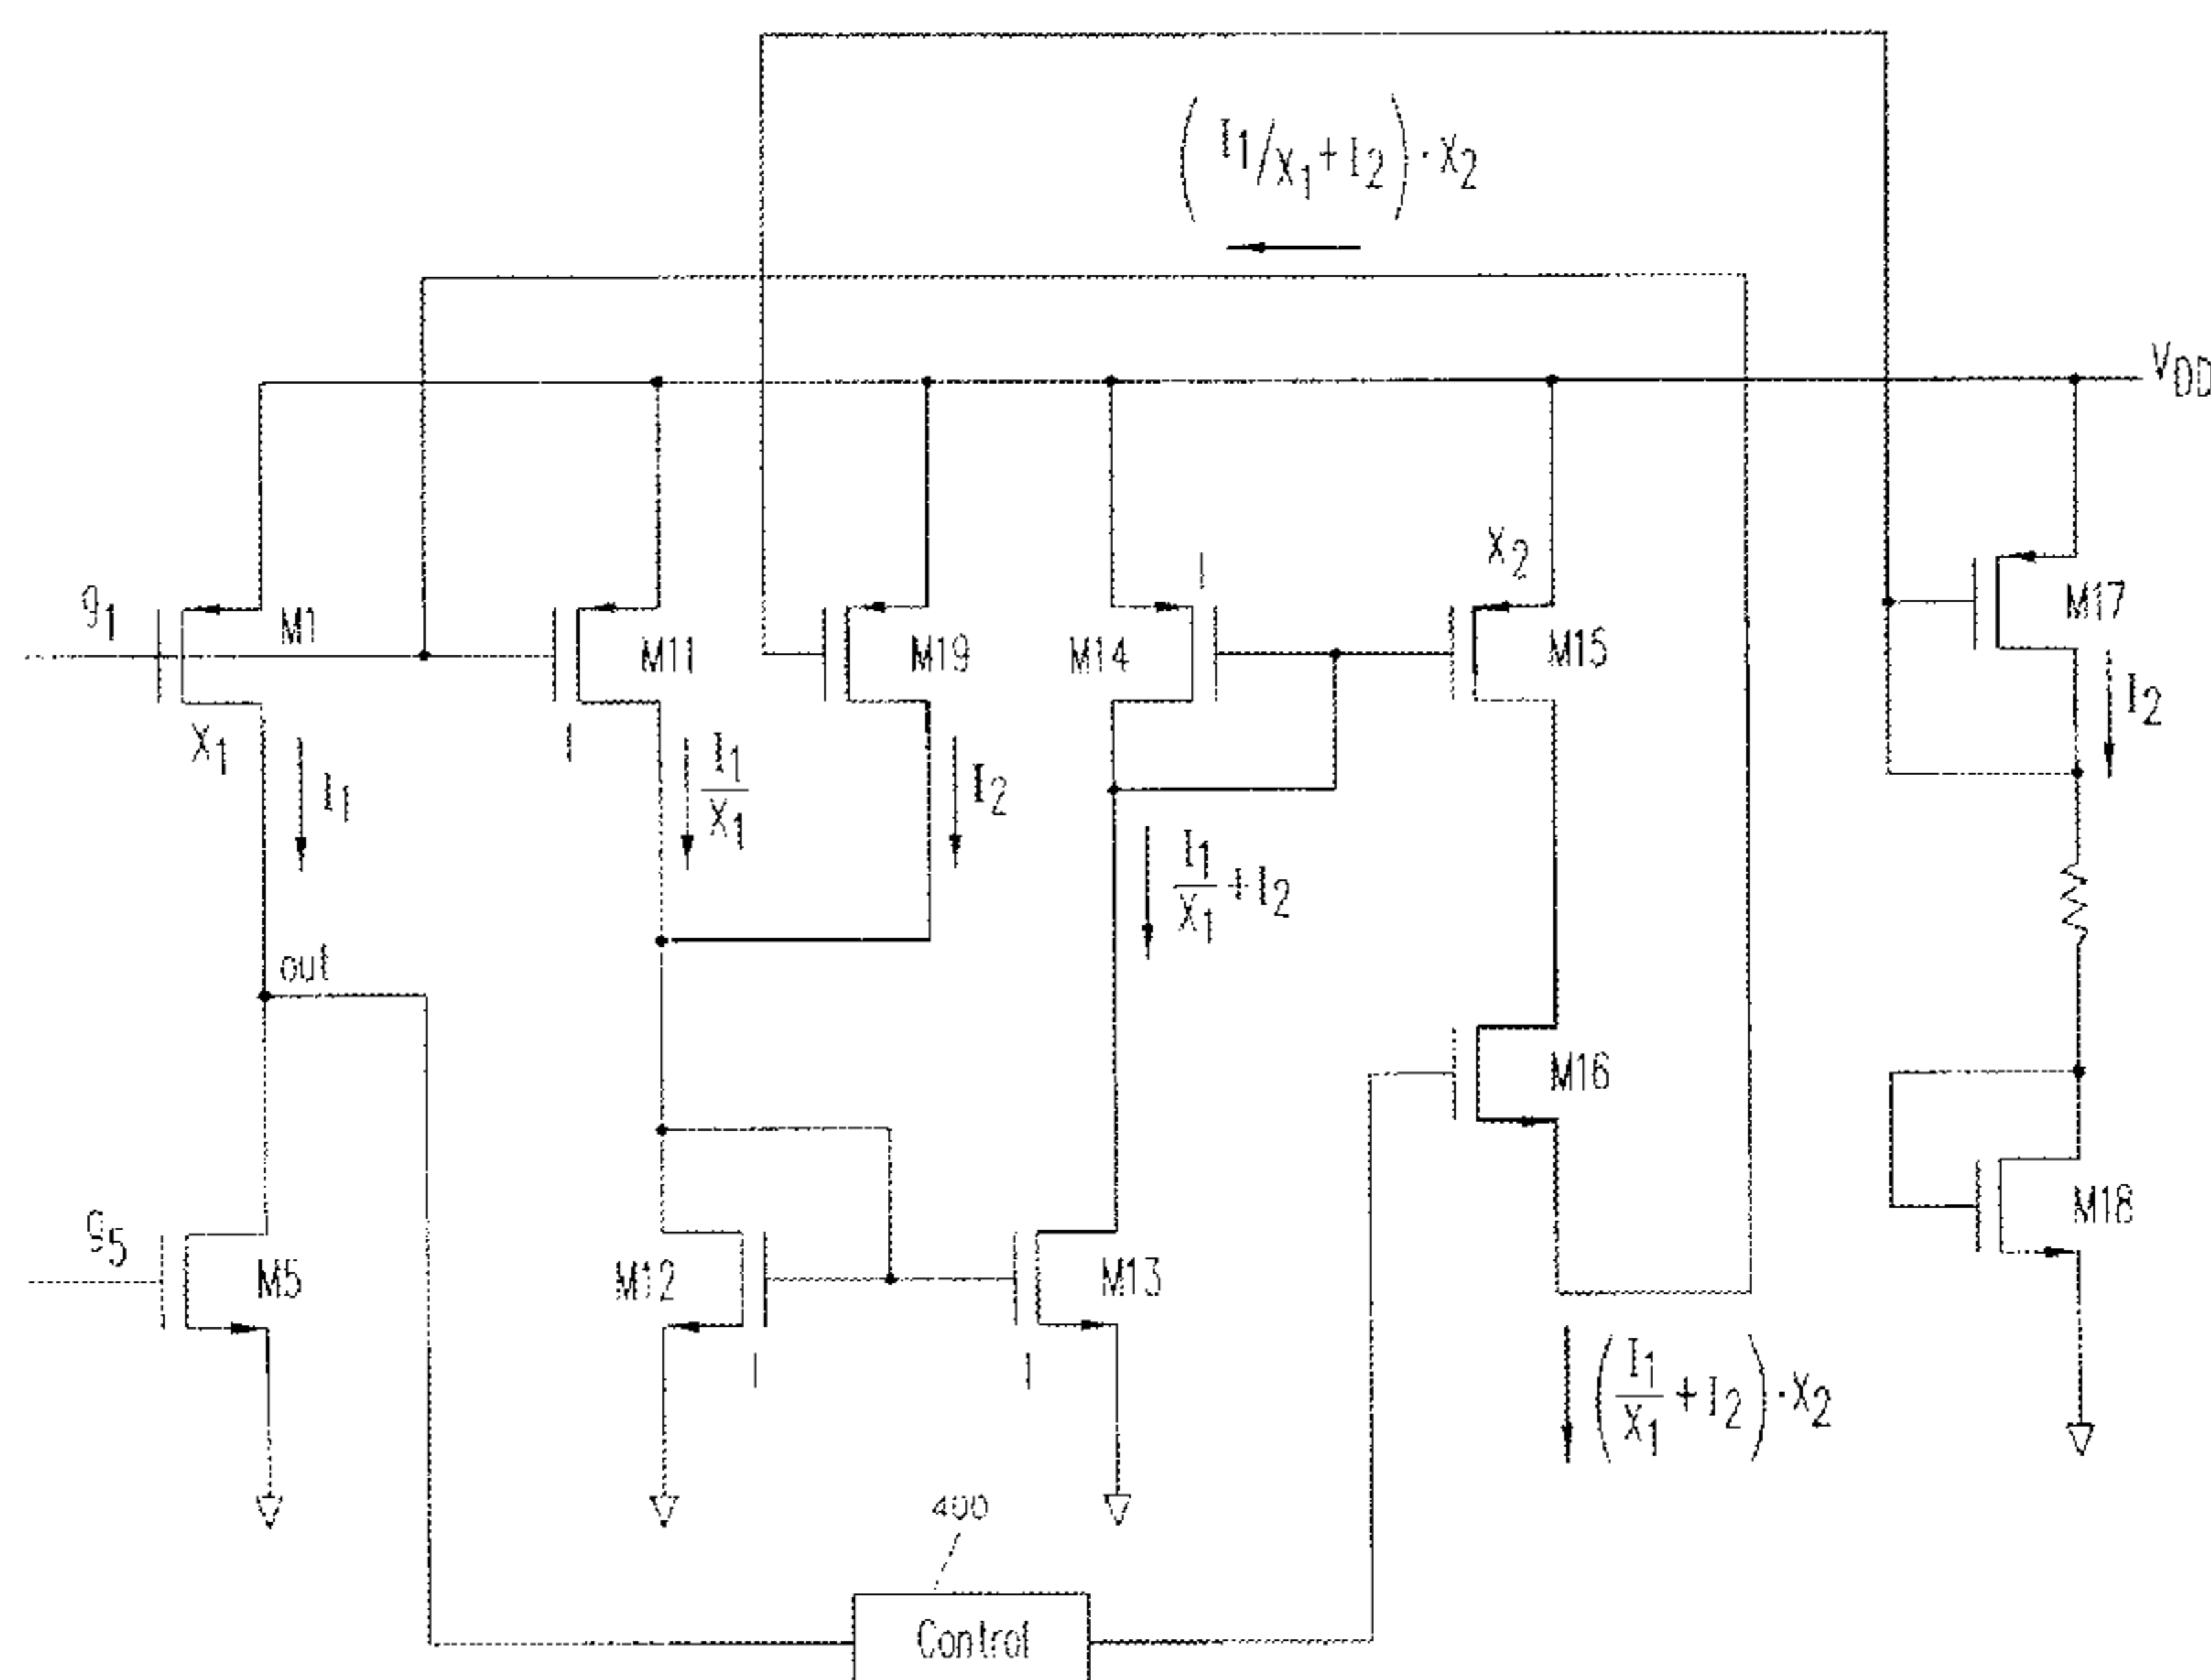 (I1/X1 + I2) · X2
VDD
X2
g1
M1
M11
M19
1
M14
M15
M17
X1
1
I1
I1/X1
I2
I1/X1 + I2
I2
out
M16
g5
M5
M12
M13
M18
1
1
(I1/X1 + I2) · X2
400
Control